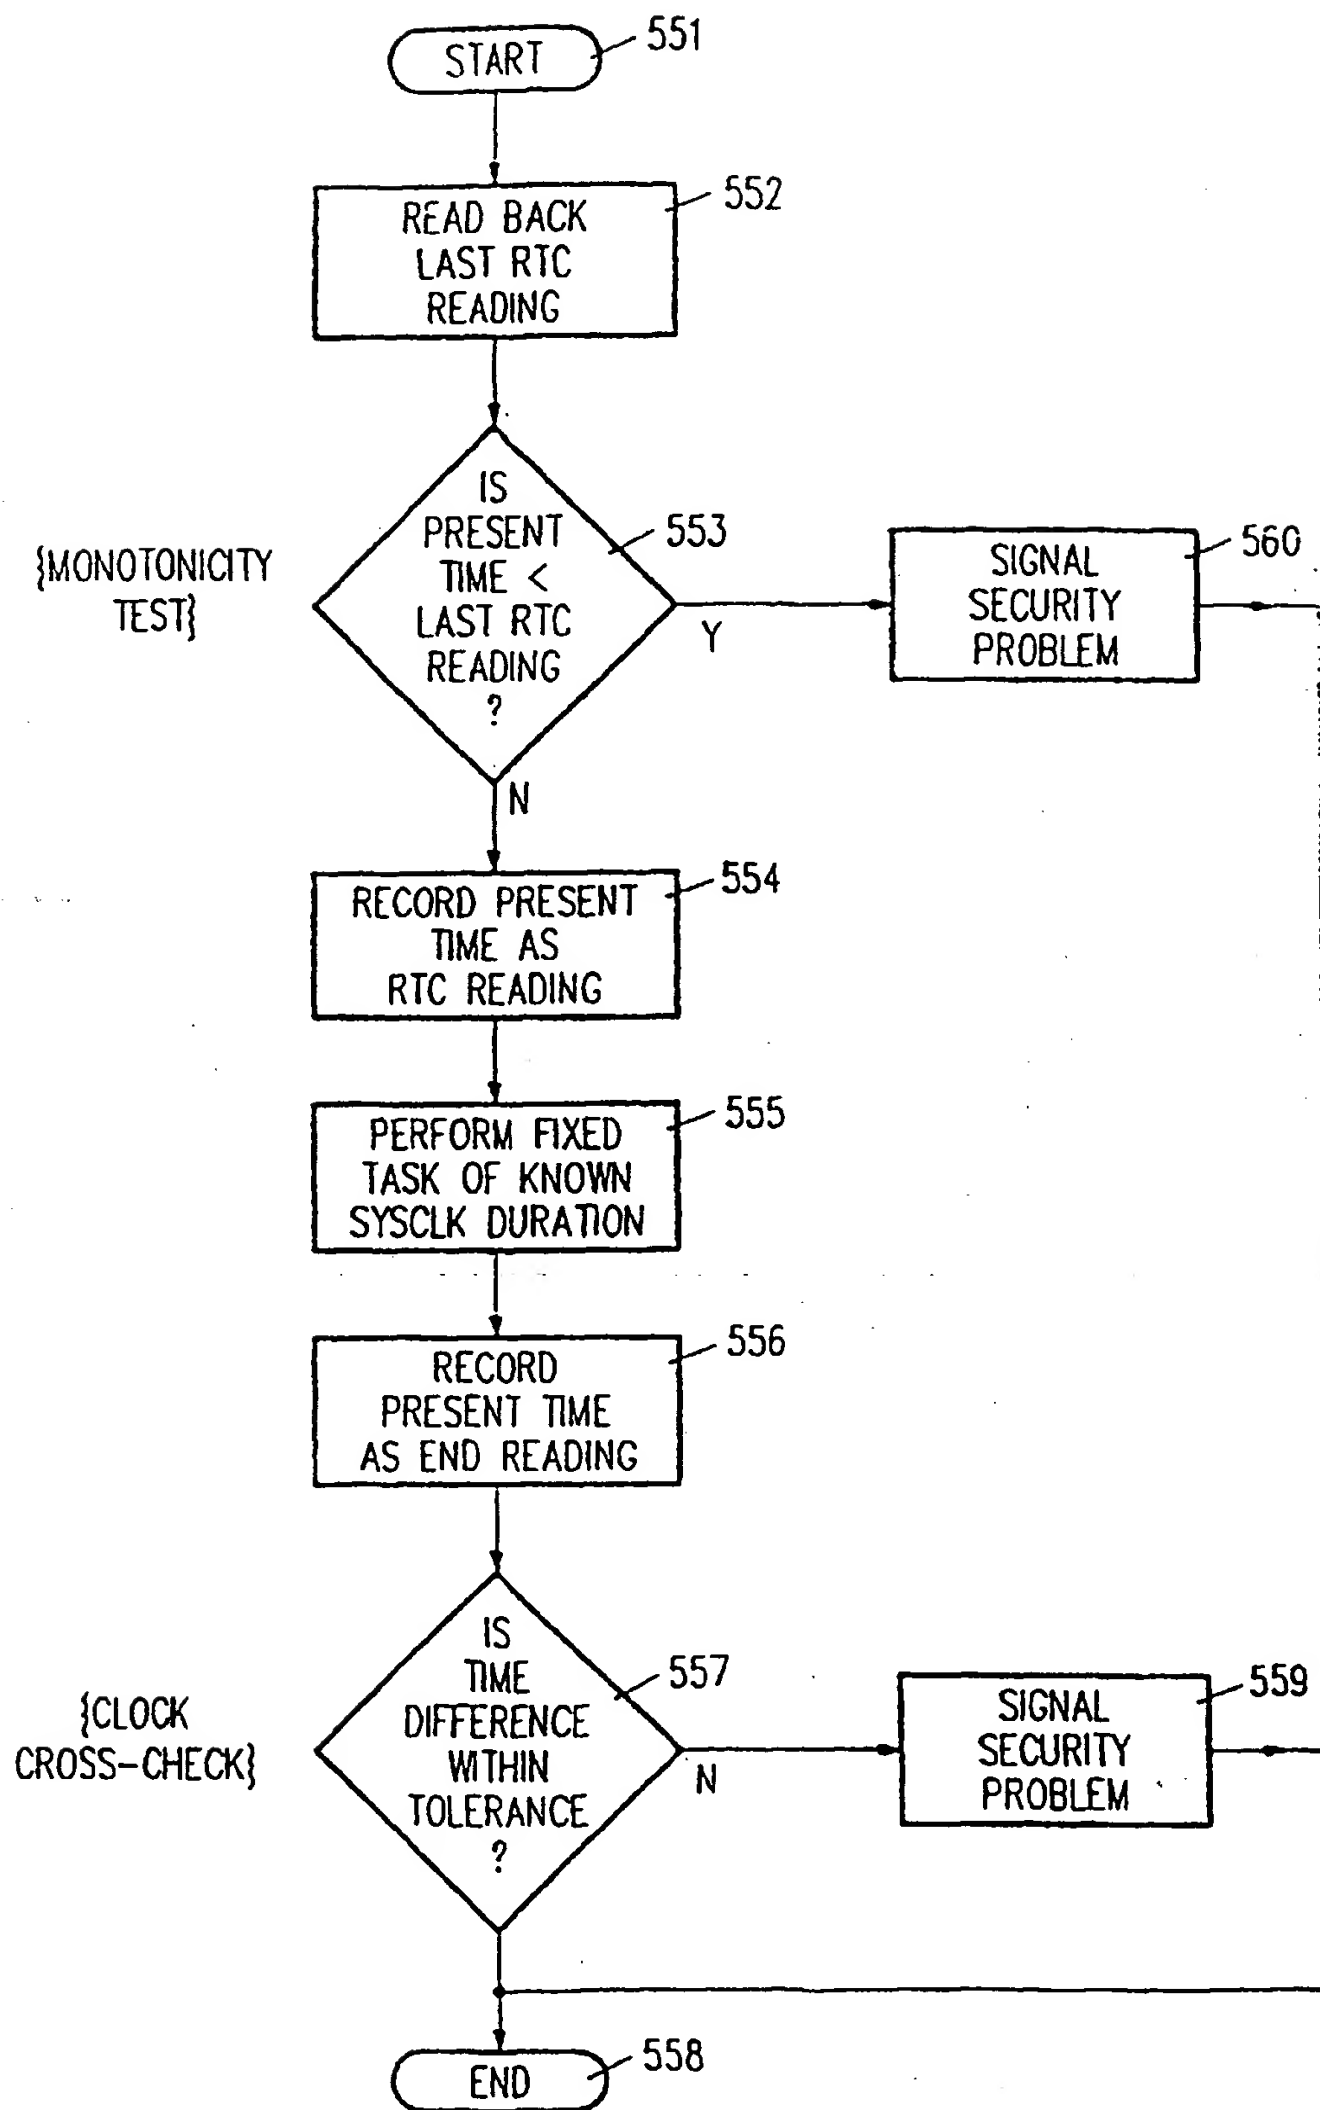 START
551
READ BACK
LAST RTC
READING
552
IS
PRESENT
TIME <
LAST RTC
READING
?
553
{MONOTONICITY
TEST}
Y
SIGNAL
SECURITY
PROBLEM
560
N
RECORD PRESENT
TIME AS
RTC READING
554
PERFORM FIXED
TASK OF KNOWN
SYSCLK DURATION
555
RECORD
PRESENT TIME
AS END READING
556
IS
TIME
DIFFERENCE
WITHIN
TOLERANCE
?
557
{CLOCK
CROSS-CHECK}
N
SIGNAL
SECURITY
PROBLEM
559
END
558